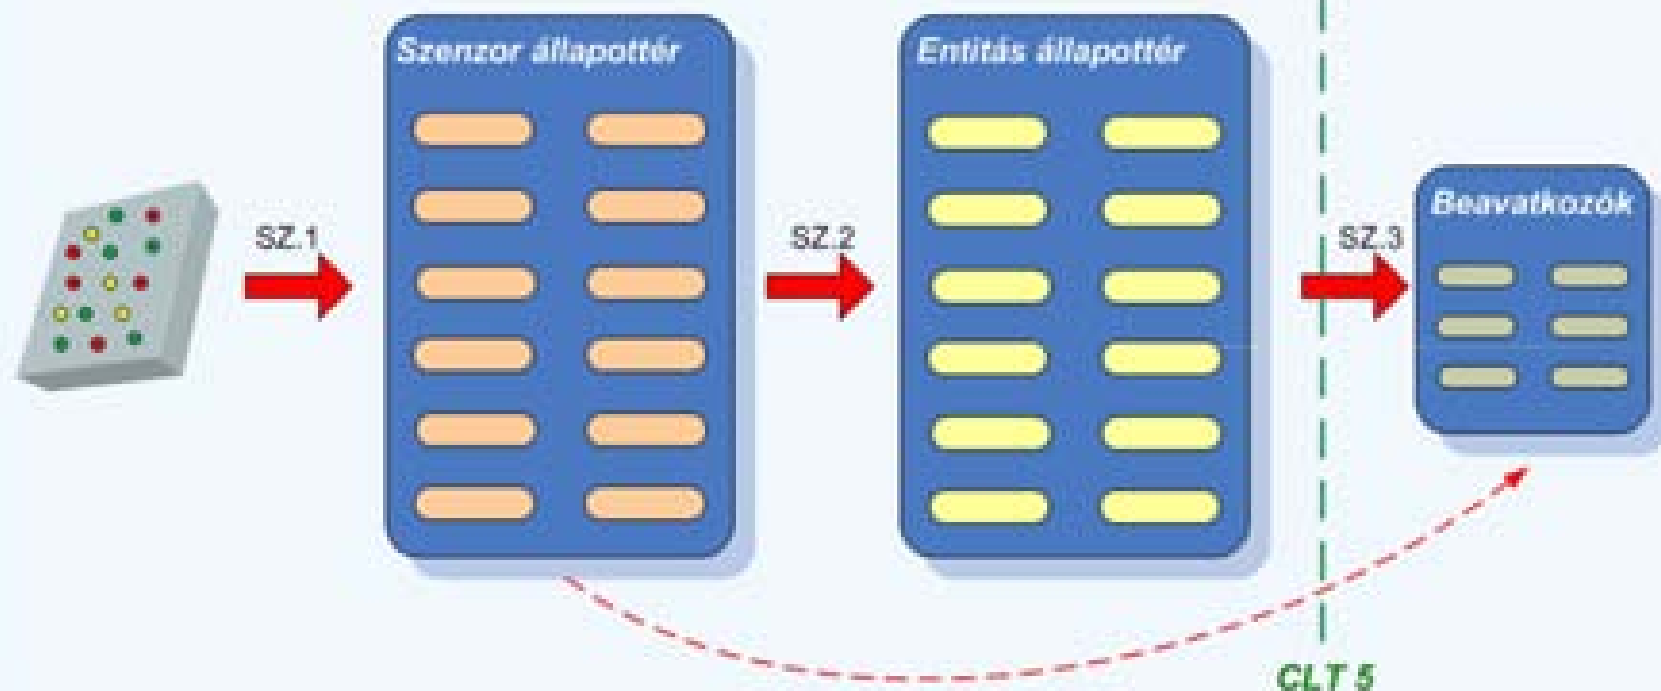 Szenzor állapottér
Entitás állapottér
Beavatkozók
SZ.1
SZ.2
SZ.3
CLT 5